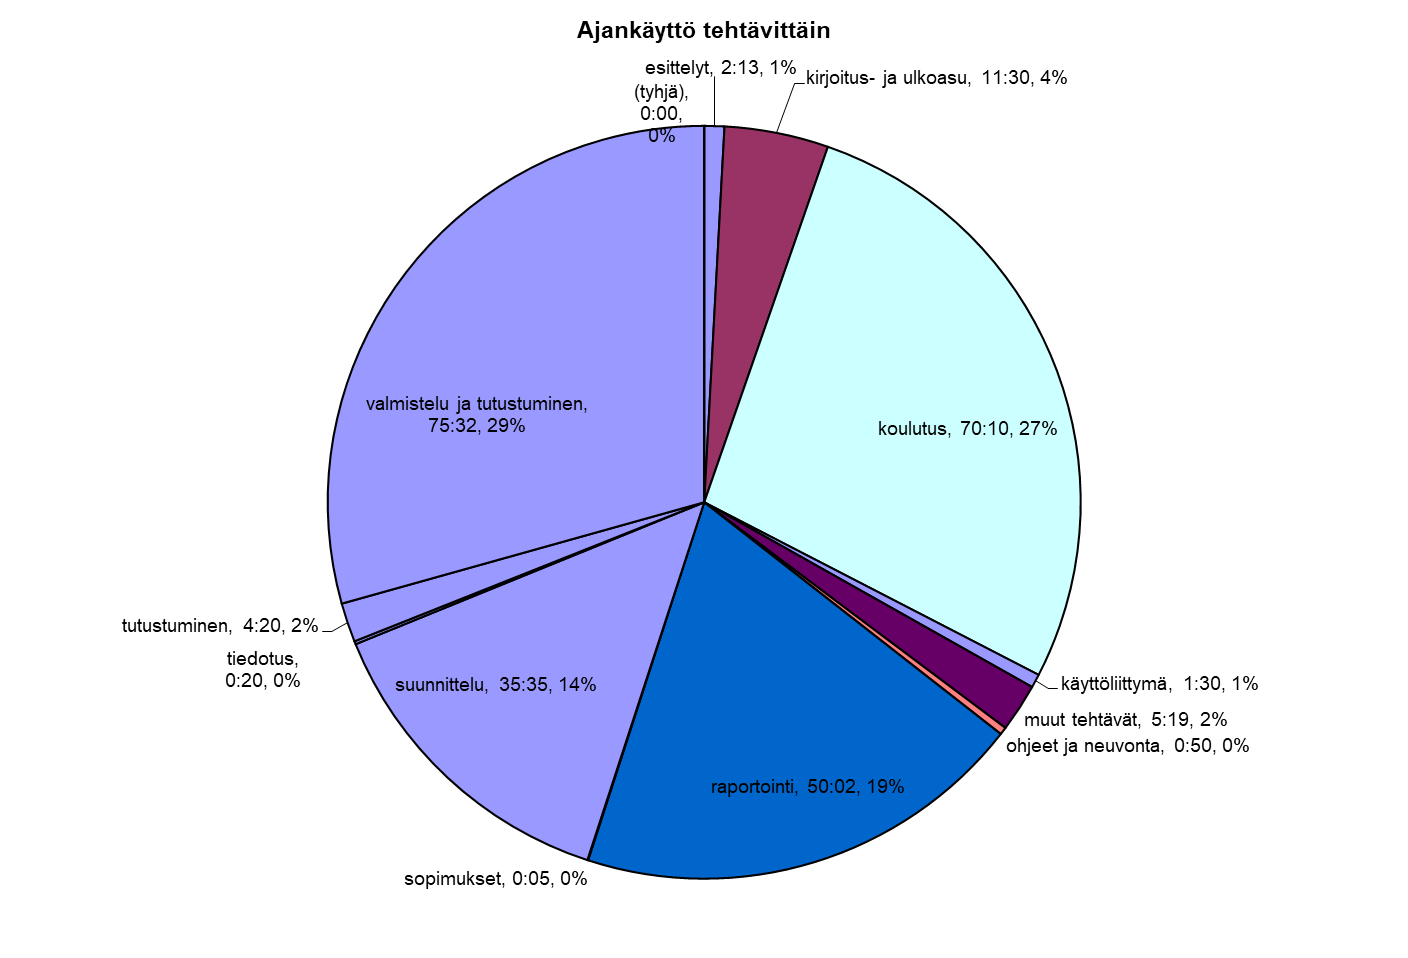 Ajankäyttö tehtävittäin
esittelyt, 2:13, 1%
kirjoitus- ja ulkoasu, 11:30, 4%
(tyhjä),
0:00,
0%
valmistelu ja tutustuminen,
75:32, 29%
koulutus, 70:10, 27%
tutustuminen, 4:20, 2%
tiedotus,
0:20, 0%
suunnittelu, 35:35, 14%
käyttöliittymä, 1:30, 1%
muut tehtävät, 5:19, 2%
ohjeet ja neuvonta, 0:50, 0%
raportointi, 50:02, 19%
sopimukset, 0:05, 0%